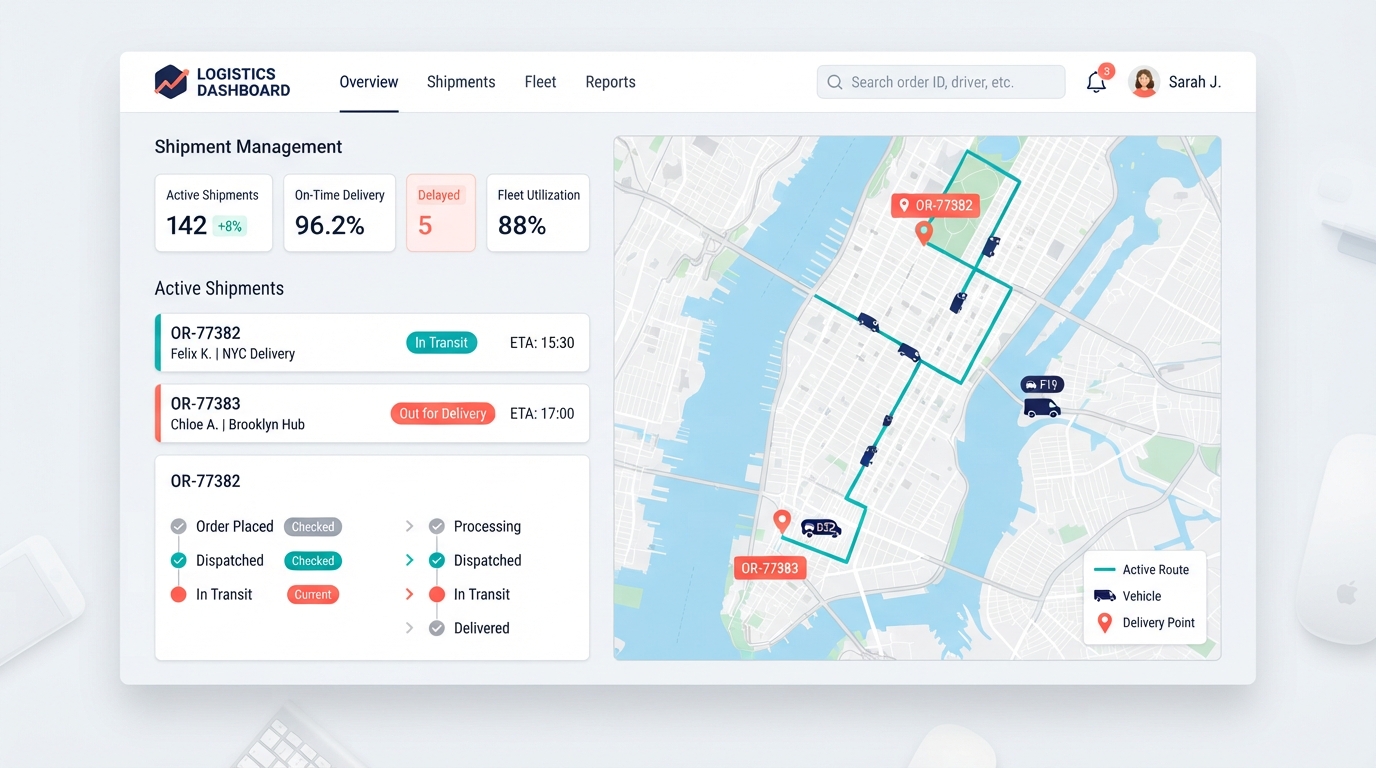 LOGISTICS
DASHBOARD
Overview
Shipments
Fleet
Reports
Search order ID, driver, etc.
3
Sarah J.
Shipment Management
Active Shipments
142 +8%
On-Time Delivery
96.2%
Delayed
5
Fleet Utilization
88%
Active Shipments
OR-77382
Felix K. | NYC Delivery
In Transit
ETA: 15:30
OR-77383
Chloe A. | Brooklyn Hub
Out for Delivery
ETA: 17:00
OR-77382
Order Placed Checked
Dispatched Checked
In Transit Current
Processing
Dispatched
In Transit
Delivered
OR-77382
F19
OR-77383
Active Route
Vehicle
Delivery Point